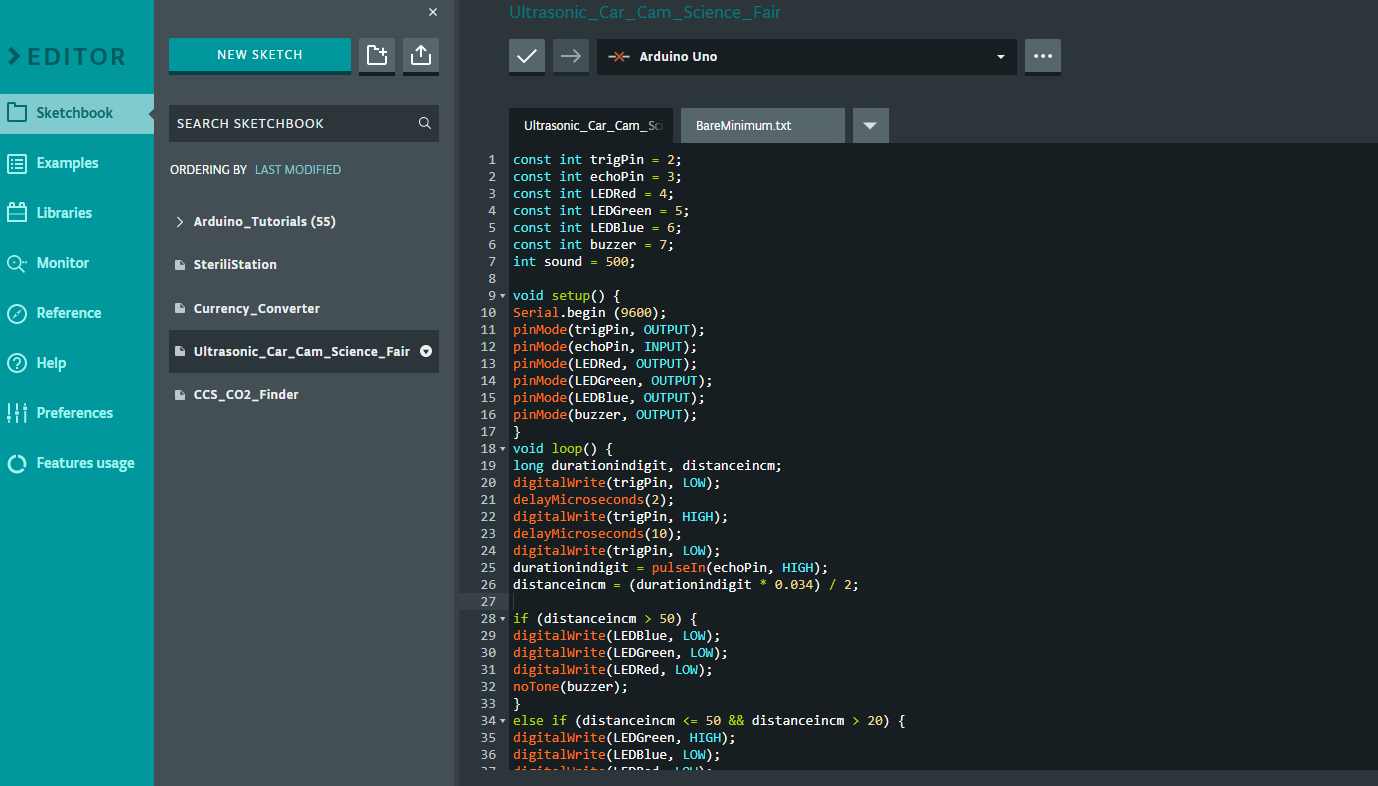 EDITOR
Sketchbook
Examples
Libraries
Monitor
Reference
Help
Preferences
Features usage
×
NEW SKETCH
SEARCH SKETCHBOOK
ORDERING BY LAST MODIFIED
Arduino_Tutorials (55)
SteriliStation
Currency_Converter
Ultrasonic_Car_Cam_Science_Fair
CCS_CO2_Finder
Ultrasonic_Car_Cam_Science_Fair
Arduino Uno
Ultrasonic_Car_Cam_Sci
BareMinimum.txt
1 const int trigPin = 2;
2 const int echoPin = 3;
3 const int LEDRed = 4;
4 const int LEDGreen = 5;
5 const int LEDBlue = 6;
6 const int buzzer = 7;
7 int sound = 500;
8
9 void setup() {
10 Serial.begin (9600);
11 pinMode(trigPin, OUTPUT);
12 pinMode(echoPin, INPUT);
13 pinMode(LEDRed, OUTPUT);
14 pinMode(LEDGreen, OUTPUT);
15 pinMode(LEDBlue, OUTPUT);
16 pinMode(buzzer, OUTPUT);
17 }
18 void loop() {
19 long durationindigit, distanceincm;
20 digitalWrite(trigPin, LOW);
21 delayMicroseconds(2);
22 digitalWrite(trigPin, HIGH);
23 delayMicroseconds(10);
24 digitalWrite(trigPin, LOW);
25 durationindigit = pulseIn(echoPin, HIGH);
26 distanceincm = (durationindigit * 0.034) / 2;
27
28 if (distanceincm > 50) {
29 digitalWrite(LEDBlue, LOW);
30 digitalWrite(LEDGreen, LOW);
31 digitalWrite(LEDRed, LOW);
32 noTone(buzzer);
33 }
34 else if (distanceincm <= 50 && distanceincm > 20) {
35 digitalWrite(LEDGreen, HIGH);
36 digitalWrite(LEDBlue, LOW);
37 digitalWrite(LEDRed, LOW);